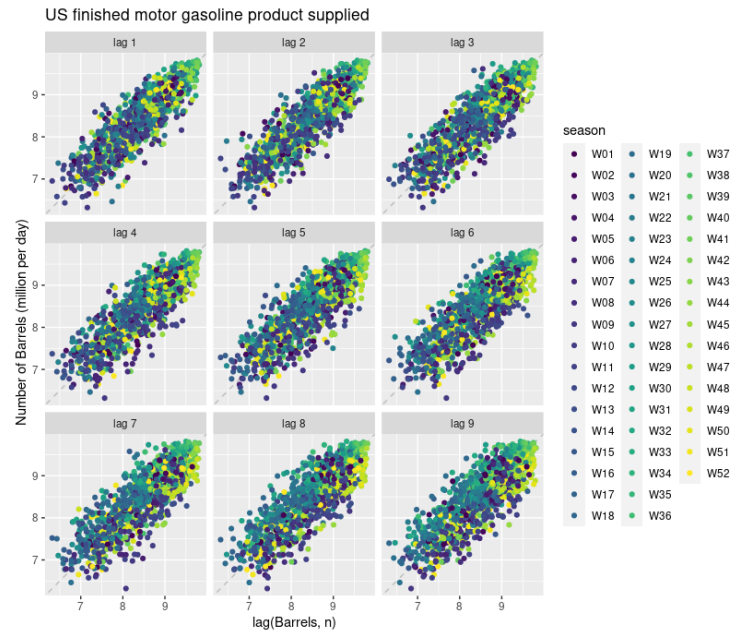 US finished motor gasoline product supplied
lag 1
lag 2
lag 3
9
8
7
lag 4
lag 5
lag 6
9
8
7
lag 7
lag 8
lag 9
9
8
7
7
8
9
7
8
9
7
8
9
lag(Barrels, n)
Number of Barrels (million per day)
season
W01
W02
W03
W04
W05
W06
W07
W08
W09
W10
W11
W12
W13
W14
W15
W16
W17
W18
W19
W20
W21
W22
W23
W24
W25
W26
W27
W28
W29
W30
W31
W32
W33
W34
W35
W36
W37
W38
W39
W40
W41
W42
W43
W44
W45
W46
W47
W48
W49
W50
W51
W52